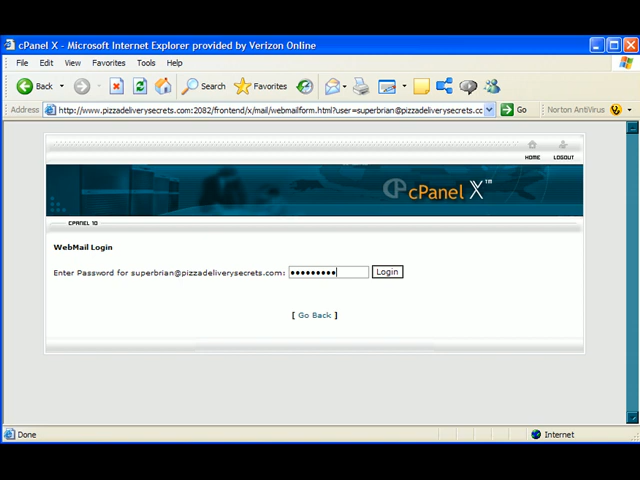 cPanel X - Microsoft Internet Explorer provided by Verizon Online
File Edit View Favorites Tools Help
Back Search Favorites
Address http://www.pizzadeliverysecrets.com:2082/frontend/x/mail/webmailform.html?user=superbrian@pizzadeliverysecrets.cc Go Norton AntiVirus
HOME LOGOUT
cPanel X™
CPANEL 10
WebMail Login
Enter Password for superbrian@pizzadeliverysecrets.com: ●●●●●●●●● Login
[ Go Back ]
Done Internet